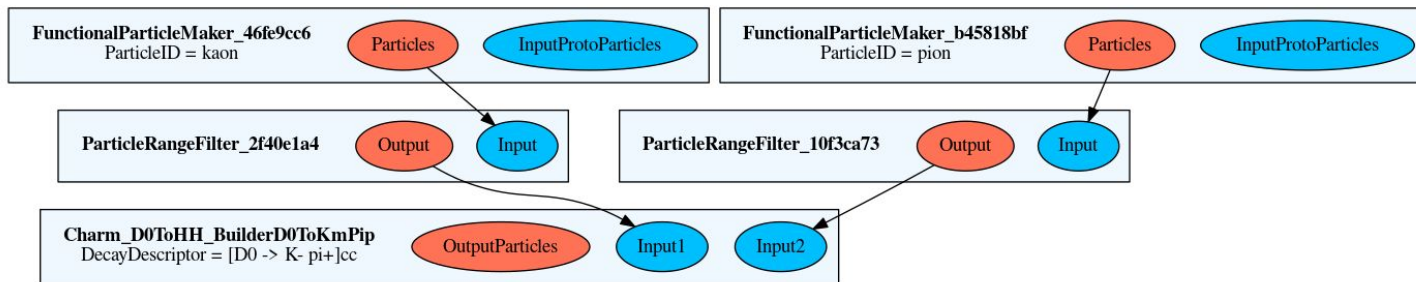 FunctionalParticleMaker_46fe9cc6
ParticleID = kaon
Particles
InputProtoParticles
FunctionalParticleMaker_b45818bf
ParticleID = pion
Particles
InputProtoParticles
ParticleRangeFilter_2f40e1a4
Output
Input
ParticleRangeFilter_10f3ca73
Output
Input
Charm_D0ToHH_BuilderD0ToKmPip
DecayDescriptor = [D0 -> K- pi+]cc
OutputParticles
Input1
Input2